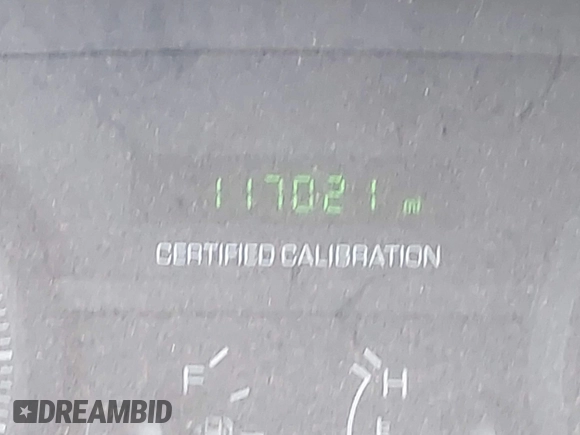 117021 mi
CERTIFIED CALIBRATION
F H
DREAMBID